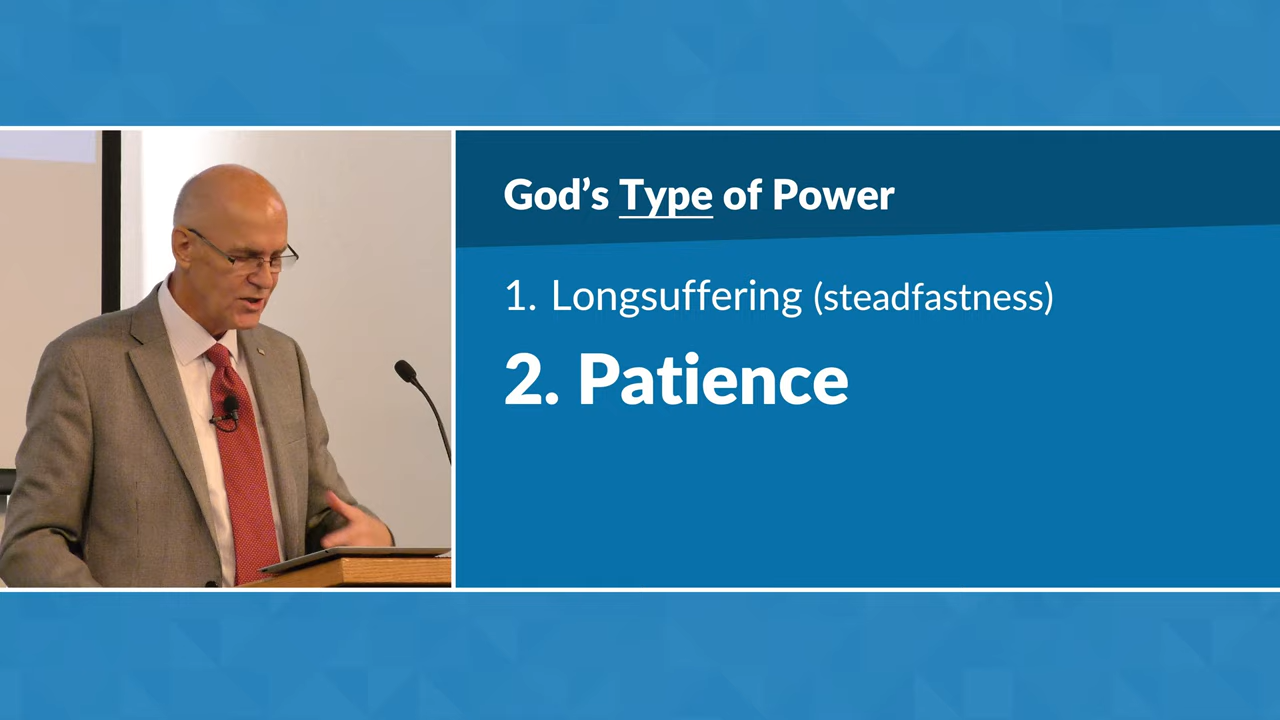 God’s Type of Power
1. Longsuffering (steadfastness)
2. Patience